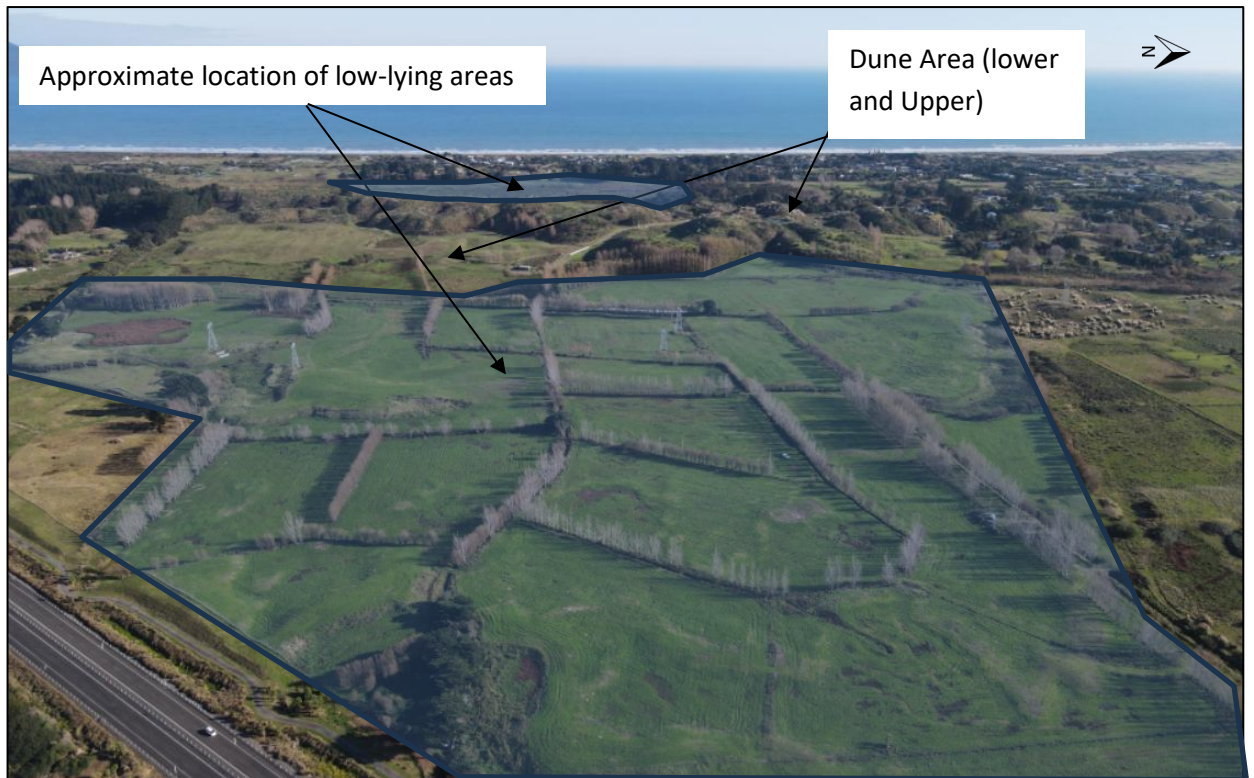 Approximate location of low-lying areas
Dune Area (lower
and Upper)
N